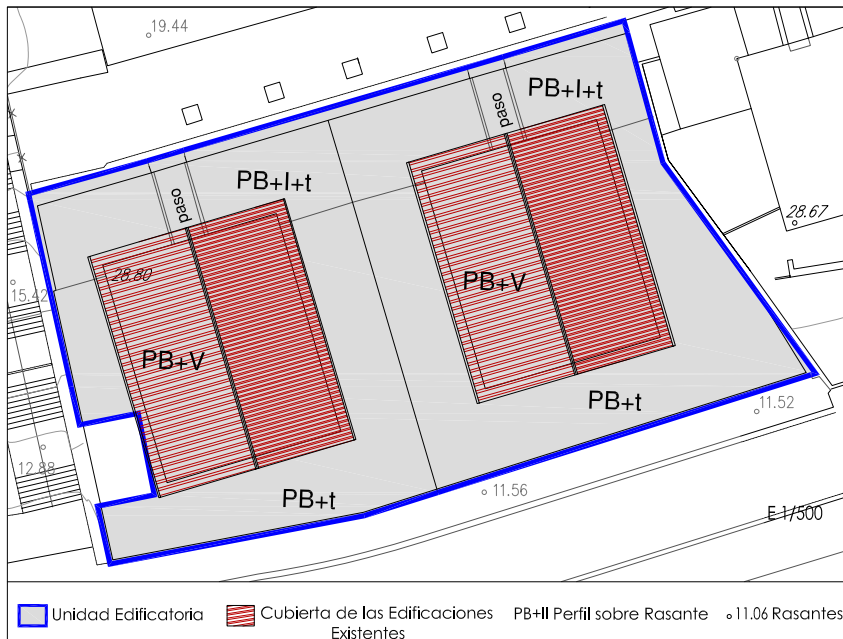 19.44
PB+I+t
paso
PB+I+t
paso
28.67
28.80
PB+V
15.42
PB+V
PB+t
11.52
12.88
PB+t
11.56
E 1/500
Unidad Edificatoria
Cubierta de las Edificaciones
Existentes
PB+II Perfil sobre Rasante
11.06 Rasantes